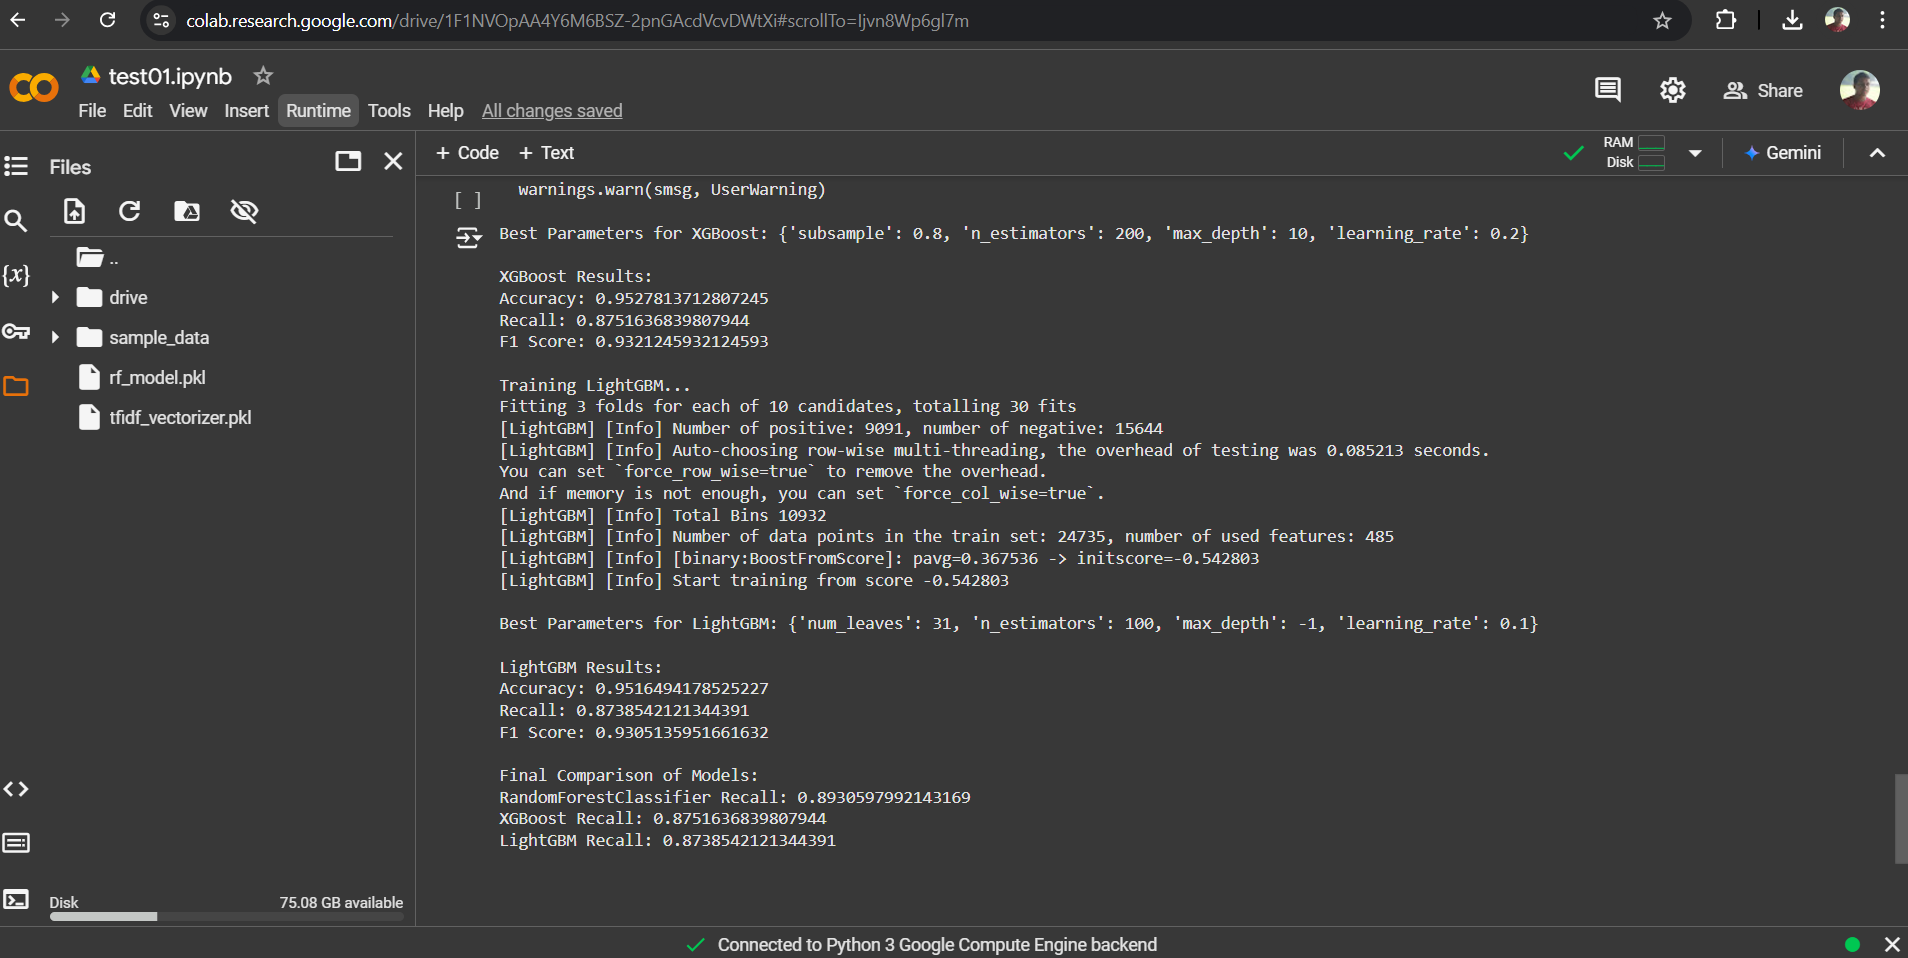 colab.research.google.com/drive/1F1NVOpAA4Y6M6BSZ-2pnGAcdVcvDWtXi#scrollTo=Ijvn8Wp6gl7m
test01.ipynb
File Edit View Insert Runtime Tools Help All changes saved
Share
Files
+ Code + Text
RAM
Disk
Gemini
..
drive
sample_data
rf_model.pkl
tfidf_vectorizer.pkl
Disk 75.08 GB available
{x}
[ ]
warnings.warn(smsg, UserWarning)
Best Parameters for XGBoost: {'subsample': 0.8, 'n_estimators': 200, 'max_depth': 10, 'learning_rate': 0.2}
XGBoost Results:
Accuracy: 0.9527813712807245
Recall: 0.8751636839807944
F1 Score: 0.9321245932124593
Training LightGBM...
Fitting 3 folds for each of 10 candidates, totalling 30 fits
[LightGBM] [Info] Number of positive: 9091, number of negative: 15644
[LightGBM] [Info] Auto-choosing row-wise multi-threading, the overhead of testing was 0.085213 seconds.
You can set `force_row_wise=true` to remove the overhead.
And if memory is not enough, you can set `force_col_wise=true`.
[LightGBM] [Info] Total Bins 10932
[LightGBM] [Info] Number of data points in the train set: 24735, number of used features: 485
[LightGBM] [Info] [binary:BoostFromScore]: pavg=0.367536 -> initscore=-0.542803
[LightGBM] [Info] Start training from score -0.542803
Best Parameters for LightGBM: {'num_leaves': 31, 'n_estimators': 100, 'max_depth': -1, 'learning_rate': 0.1}
LightGBM Results:
Accuracy: 0.9516494178525227
Recall: 0.8738542121344391
F1 Score: 0.9305135951661632
Final Comparison of Models:
RandomForestClassifier Recall: 0.8930597992143169
XGBoost Recall: 0.8751636839807944
LightGBM Recall: 0.8738542121344391
Connected to Python 3 Google Compute Engine backend